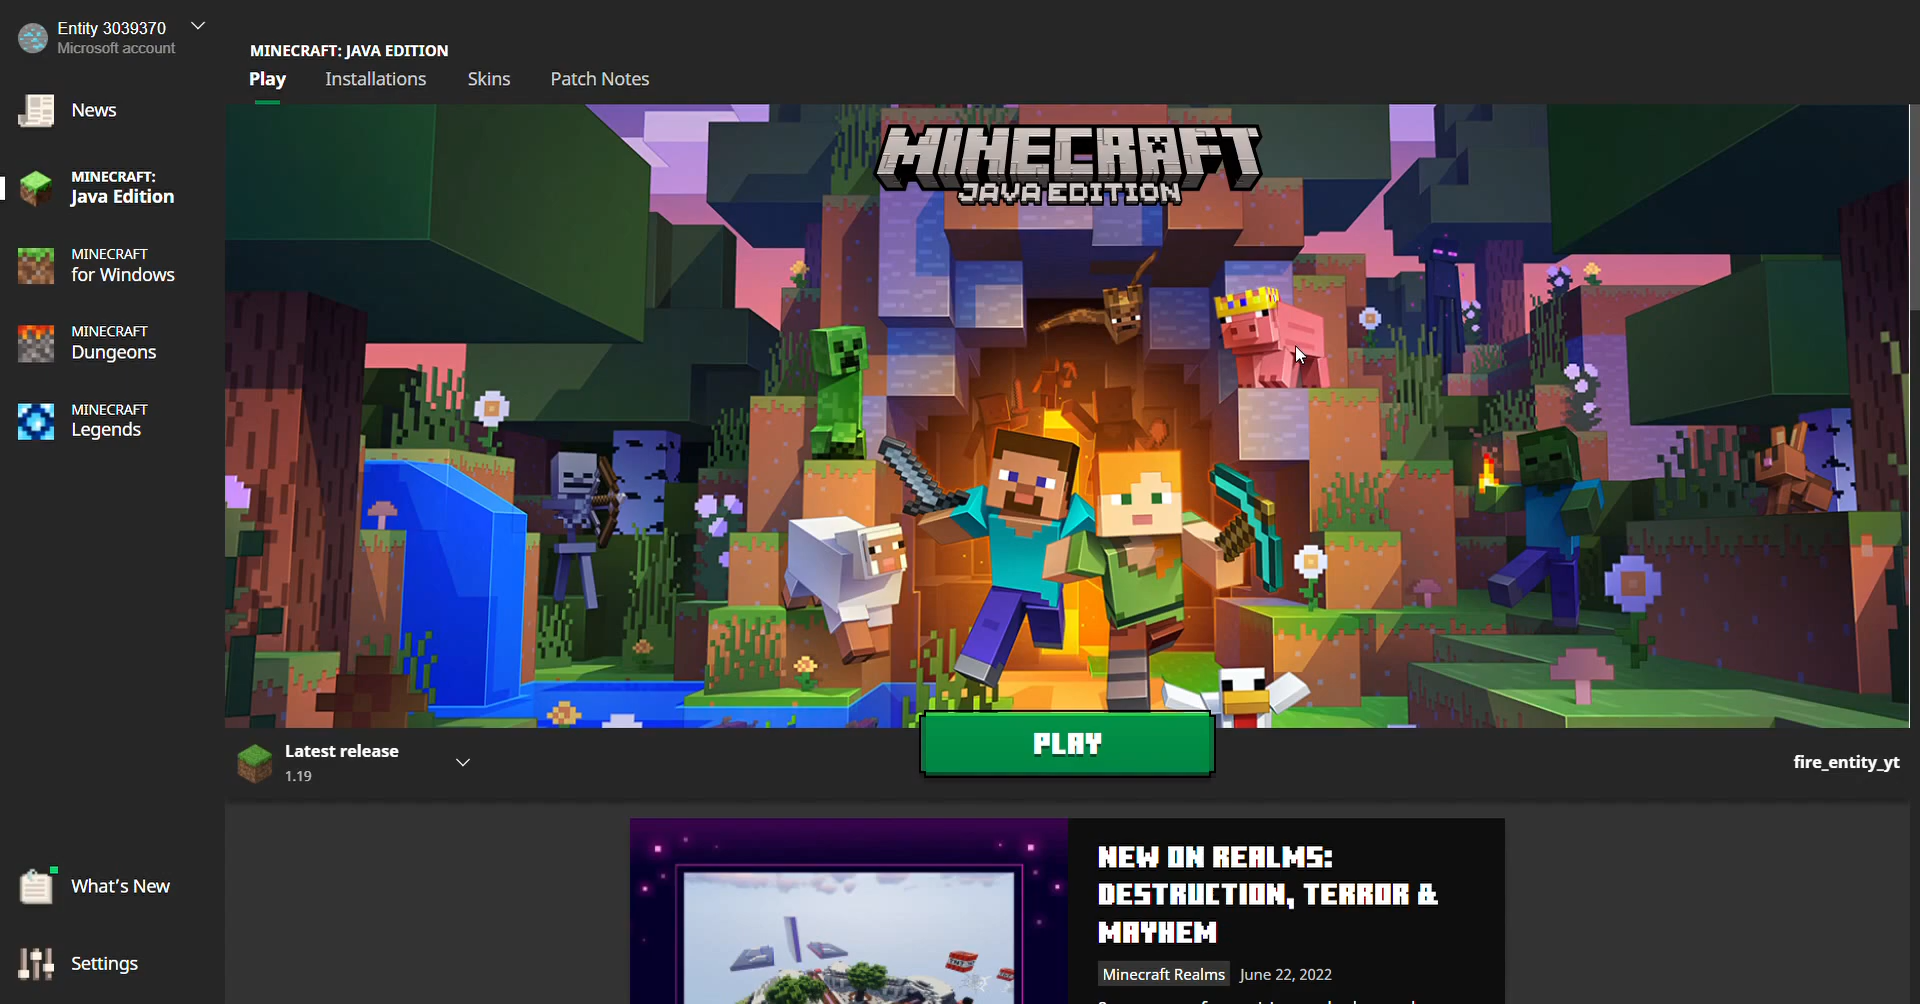 Entity 3039370
Microsoft account
News
MINECRAFT:
Java Edition
MINECRAFT
for Windows
MINECRAFT
Dungeons
MINECRAFT
Legends
What's New
Settings
MINECRAFT: JAVA EDITION
Play Installations Skins Patch Notes
MINECRAFT
JAVA EDITION
Latest release
1.19
PLAY
fire_entity_yt
NEW ON REALMS:
DESTRUCTION, TERROR &
MAYHEM
Minecraft Realms June 22, 2022